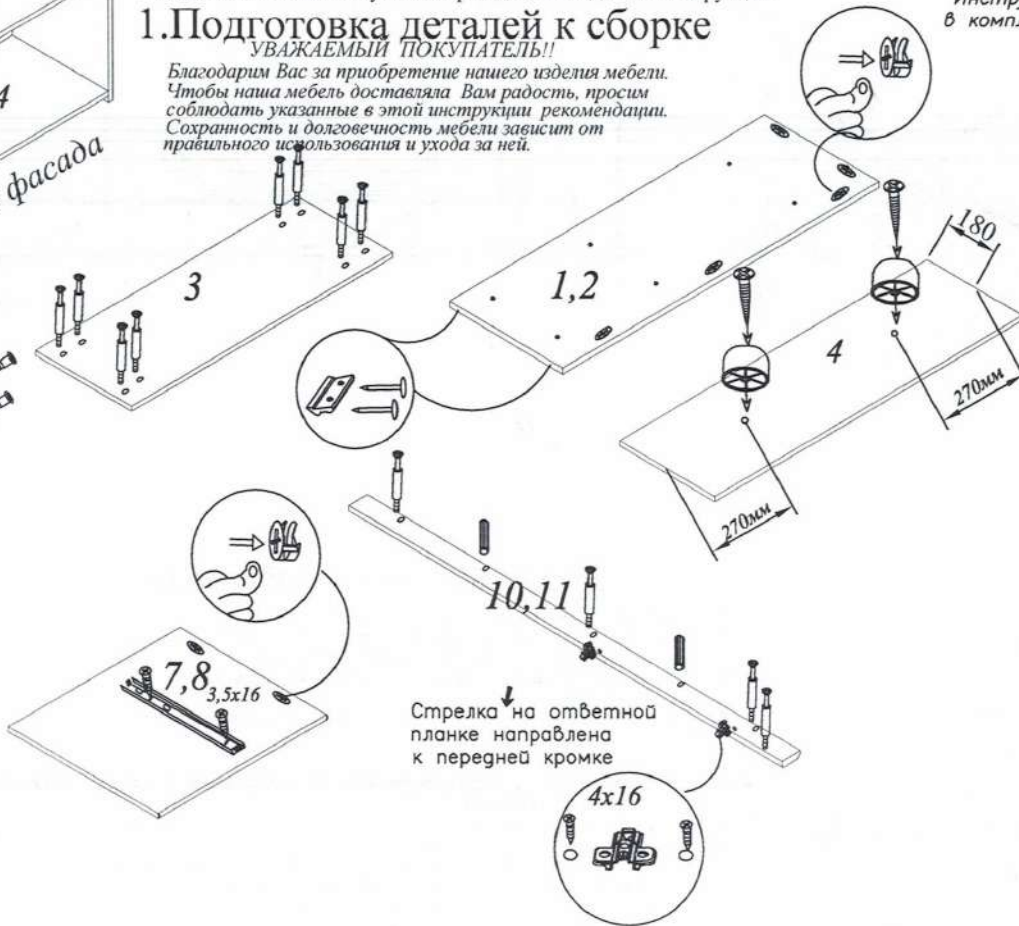 1.Подготовка деталей к сборке
УВАЖАЕМЫЙ ПОКУПАТЕЛЬ!!
Благодарим Вас за приобретение нашего изделия мебели.
Чтобы наша мебель доставляла Вам радость, просим
соблюдать указанные в этой инструкции рекомендации.
Сохранность и долговечность мебели зависит от
правильного использования и ухода за ней.
в
4
фасада
3
1,2
180
4
270мм
270мм
10,11
7,8
3,5х16
Стрелка на ответной
планке направлена
к передней кромке
4х16